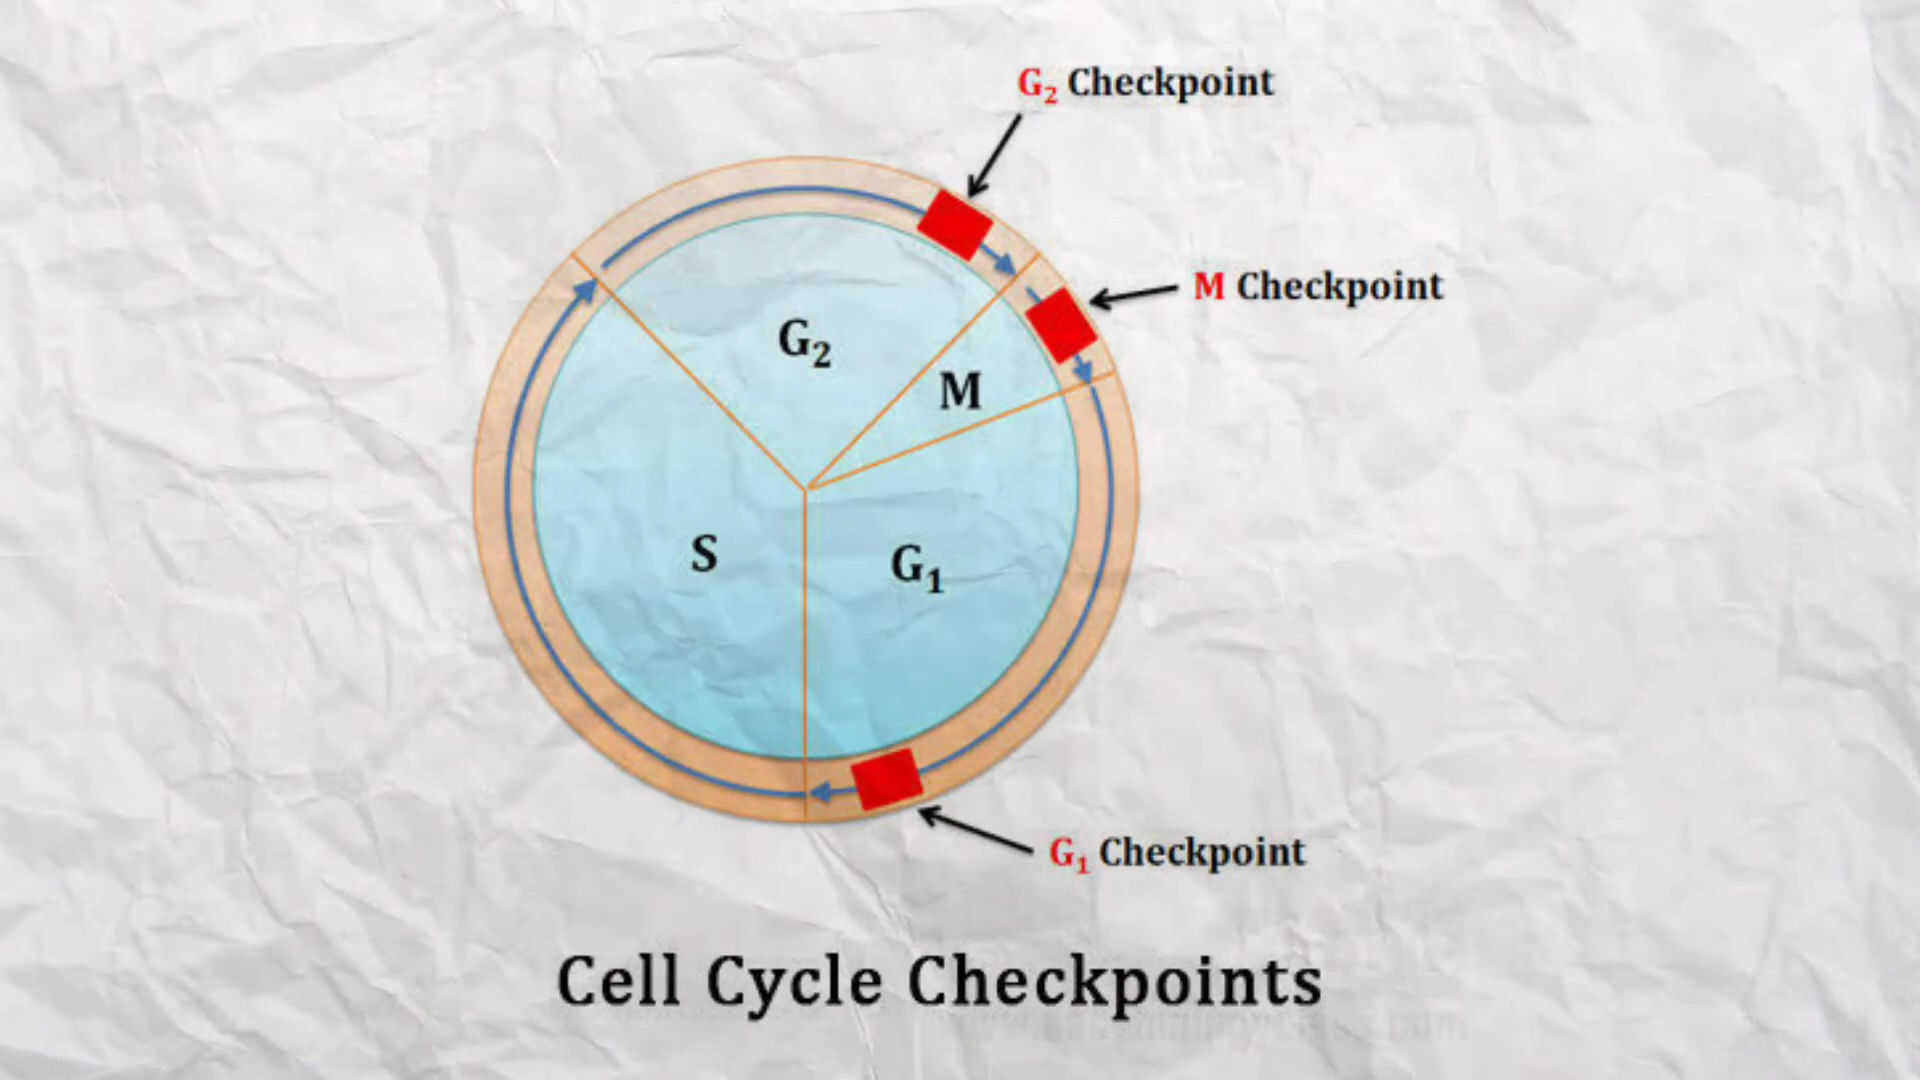 G₂ Checkpoint
M Checkpoint
G₂
M
S
G₁
G₁ Checkpoint
Cell Cycle Checkpoints